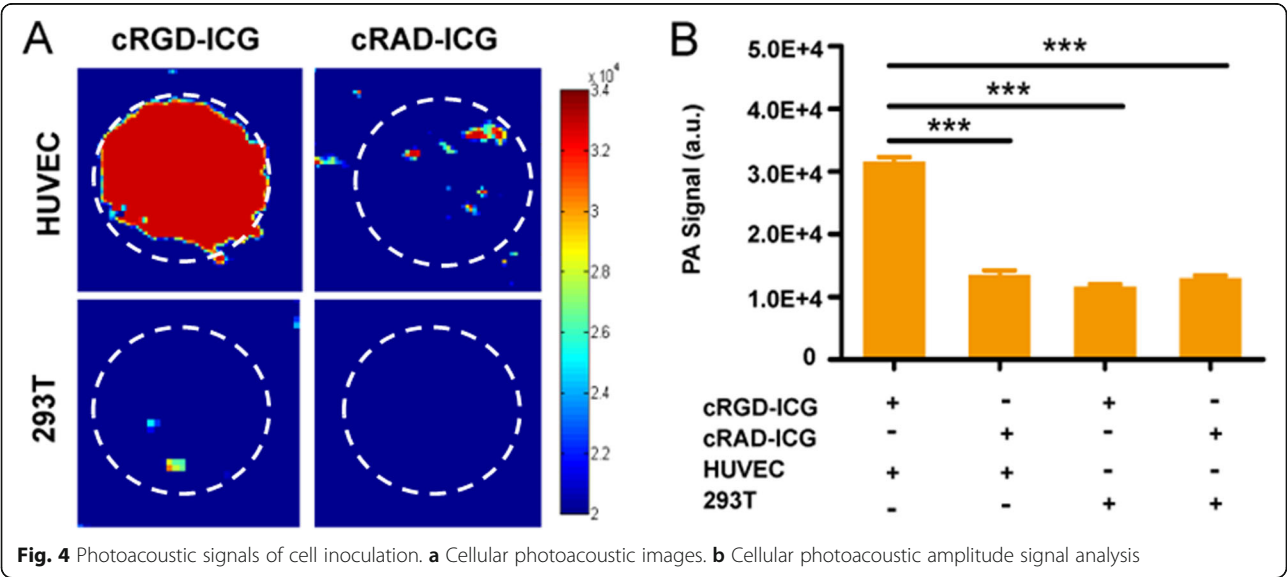 A
cRGD-ICG
cRAD-ICG
HUVEC
293T
x 10^4
3.4
3.2
3
2.8
2.6
2.4
2.2
2
B
PA Signal (a.u.)
5.0E+4
4.0E+4
3.0E+4
2.0E+4
1.0E+4
0
***
***
***
cRGD-ICG + - + -
cRAD-ICG - + - +
HUVEC + + - -
293T - - + +
Fig. 4 Photoacoustic signals of cell inoculation. a Cellular photoacoustic images. b Cellular photoacoustic amplitude signal analysis